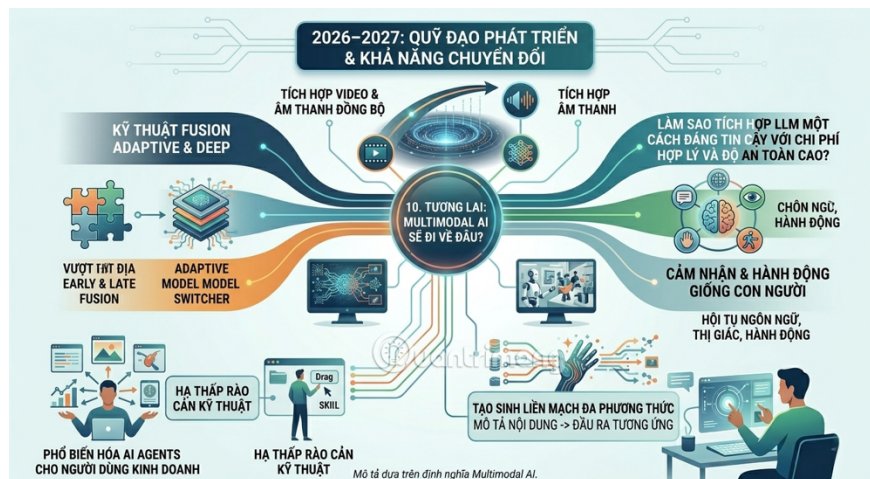 2026–2027: QUỸ ĐẠO PHÁT TRIỂN
& KHẢ NĂNG CHUYỂN ĐỔI
TÍCH HỢP VIDEO &
ÂM THANH ĐỒNG BỘ
TÍCH HỢP
ÂM THANH
KỸ THUẬT FUSION
ADAPTIVE & DEEP
LÀM SAO TÍCH HỢP LLM MỘT
CÁCH ĐÁNG TIN CẬY VỚI CHI PHÍ
HỢP LÝ VÀ ĐỘ AN TOÀN CAO?
10. TƯƠNG LAI:
MULTIMODAL AI
SẼ ĐI VỀ ĐÂU?
CHÔN NGỮ,
HÀNH ĐỘNG
VƯỢT ĐỊA
EARLY & LATE
FUSION
ADAPTIVE
MODEL MODEL
SWITCHER
CẢM NHẬN & HÀNH ĐỘNG
GIỐNG CON NGƯỜI
HỘI TỤ NGÔN NGỮ,
THỊ GIÁC, HÀNH ĐỘNG
Quantrimang
HẠ THẤP RÀO
CẢN KỸ THUẬT
Drag
SKIIL
TẠO SINH LIỀN MẠCH ĐA PHƯƠNG THỨC
MÔ TẢ NỘI DUNG -> ĐẦU RA TƯƠNG ỨNG
PHỔ BIẾN HÓA AI AGENTS
CHO NGƯỜI DÙNG KINH DOANH
HẠ THẤP RÀO CẢN
KỸ THUẬT
Mô tả dựa trên định nghĩa Multimodal AI.